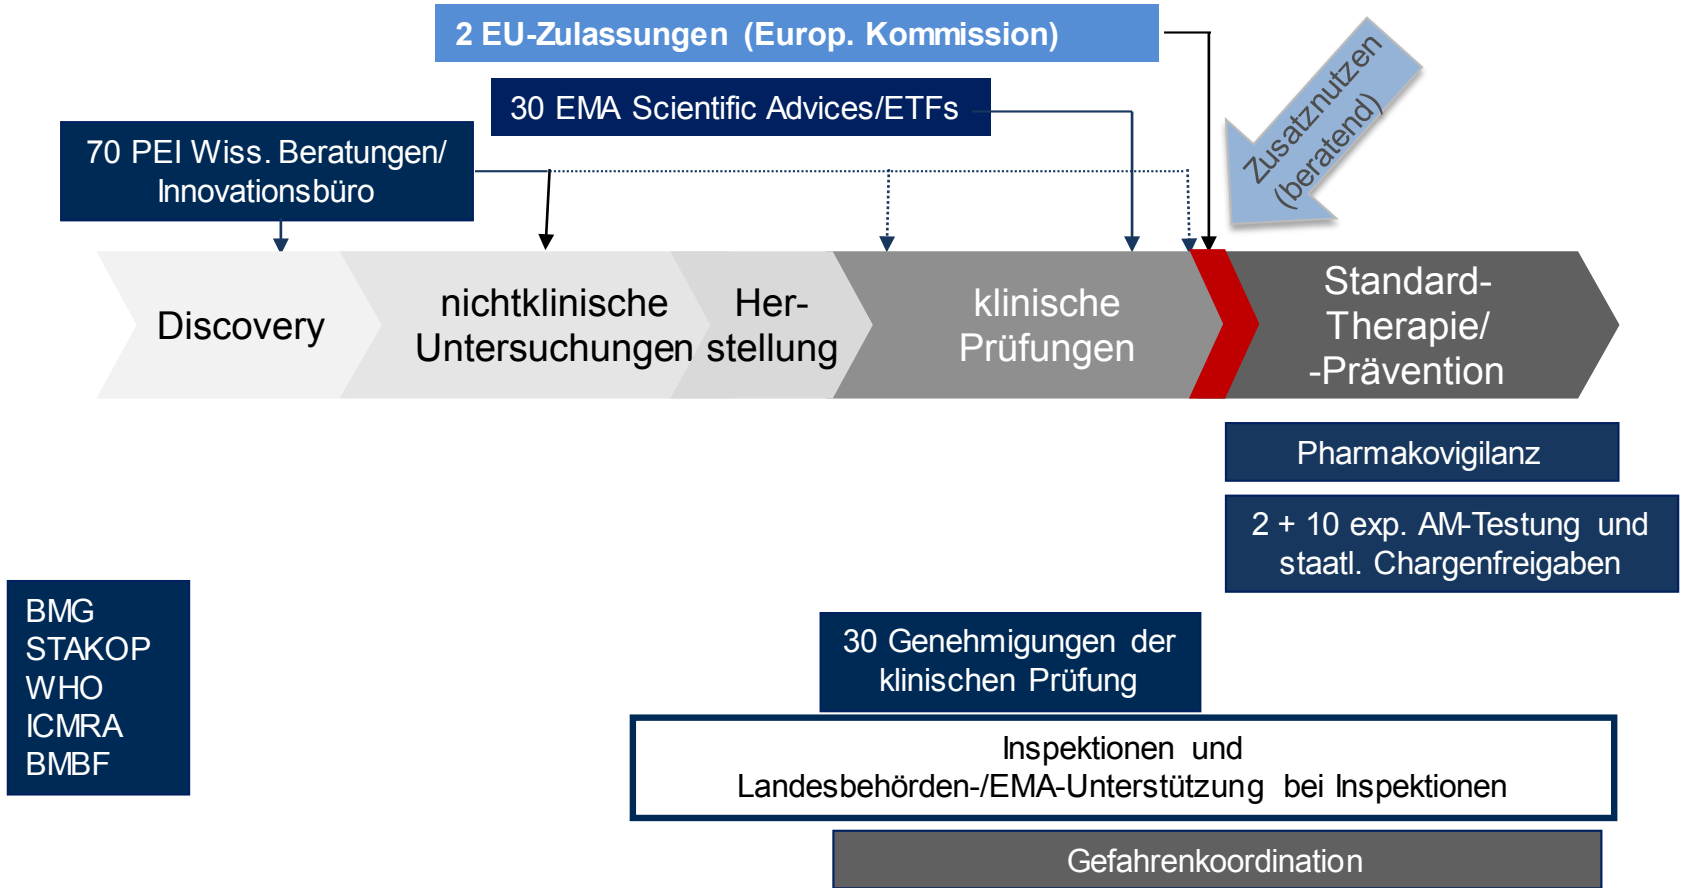 2 EU-Zulassungen (Europ. Kommission)
30 EMA Scientific Advices/ETFs
70 PEI Wiss. Beratungen/
Innovationsbüro
Zusatznutzen
(beratend)
Discovery
nichtklinische
Untersuchungen
Her-
stellung
klinische
Prüfungen
Standard-
Therapie/
-Prävention
Pharmakovigilanz
2 + 10 exp. AM-Testung und
staatl. Chargenfreigaben
BMG
STAKOP
WHO
ICMRA
BMBF
30 Genehmigungen der
klinischen Prüfung
Inspektionen und
Landesbehörden-/EMA-Unterstützung bei Inspektionen
Gefahrenkoordination